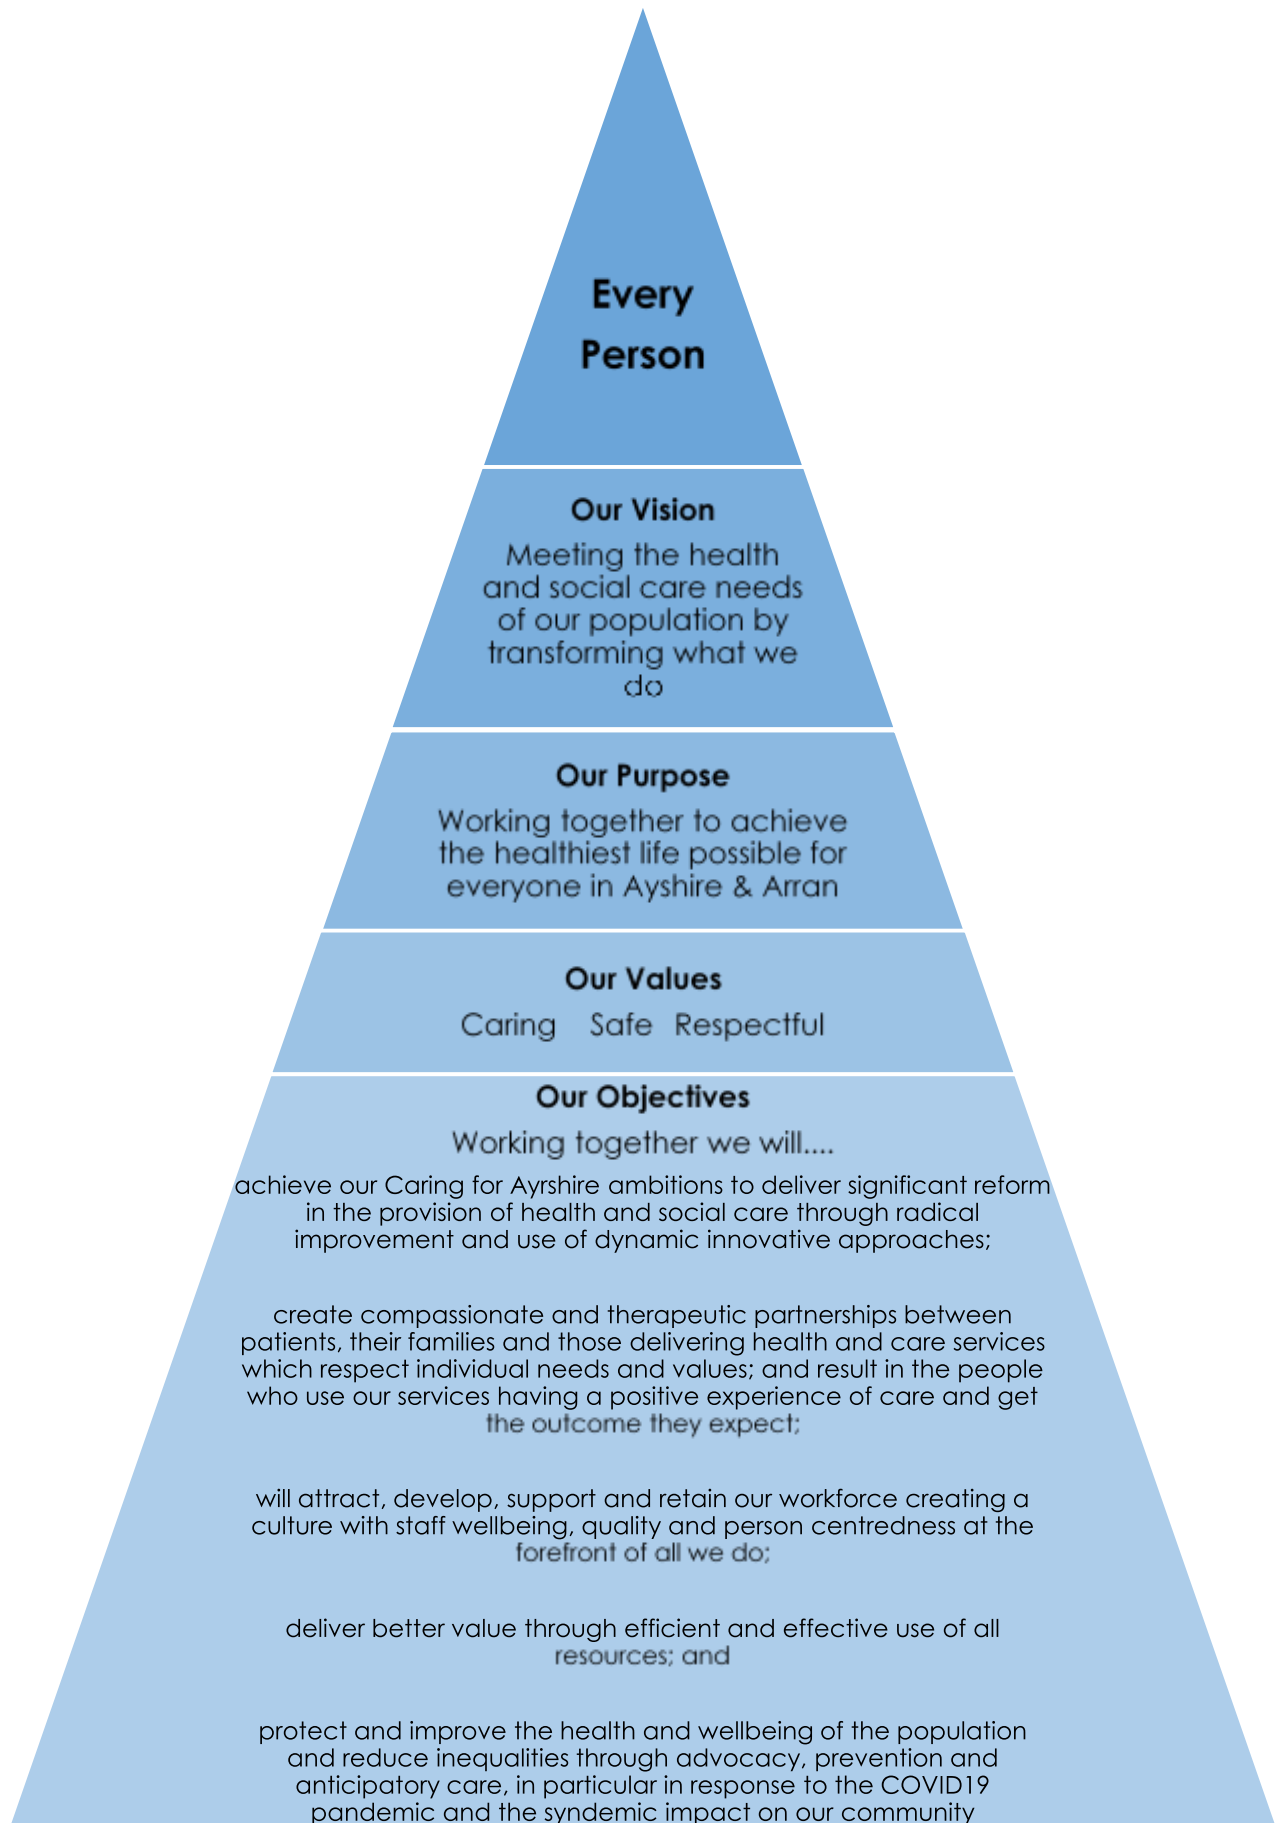 Every
Person
Our Vision
Meeting the health
and social care needs
of our population by
transforming what we
do
Our Purpose
Working together to achieve
the healthiest life possible for
everyone in Ayshire & Arran
Our Values
Caring Safe Respectful
Our Objectives
Working together we will....
achieve our Caring for Ayrshire ambitions to deliver significant reform
in the provision of health and social care through radical
improvement and use of dynamic innovative approaches;
create compassionate and therapeutic partnerships between
patients, their families and those delivering health and care services
which respect individual needs and values; and result in the people
who use our services having a positive experience of care and get
the outcome they expect;
will attract, develop, support and retain our workforce creating a
culture with staff wellbeing, quality and person centredness at the
forefront of all we do;
deliver better value through efficient and effective use of all
resources; and
protect and improve the health and wellbeing of the population
and reduce inequalities through advocacy, prevention and
anticipatory care, in particular in response to the COVID19
pandemic and the syndemic impact on our community